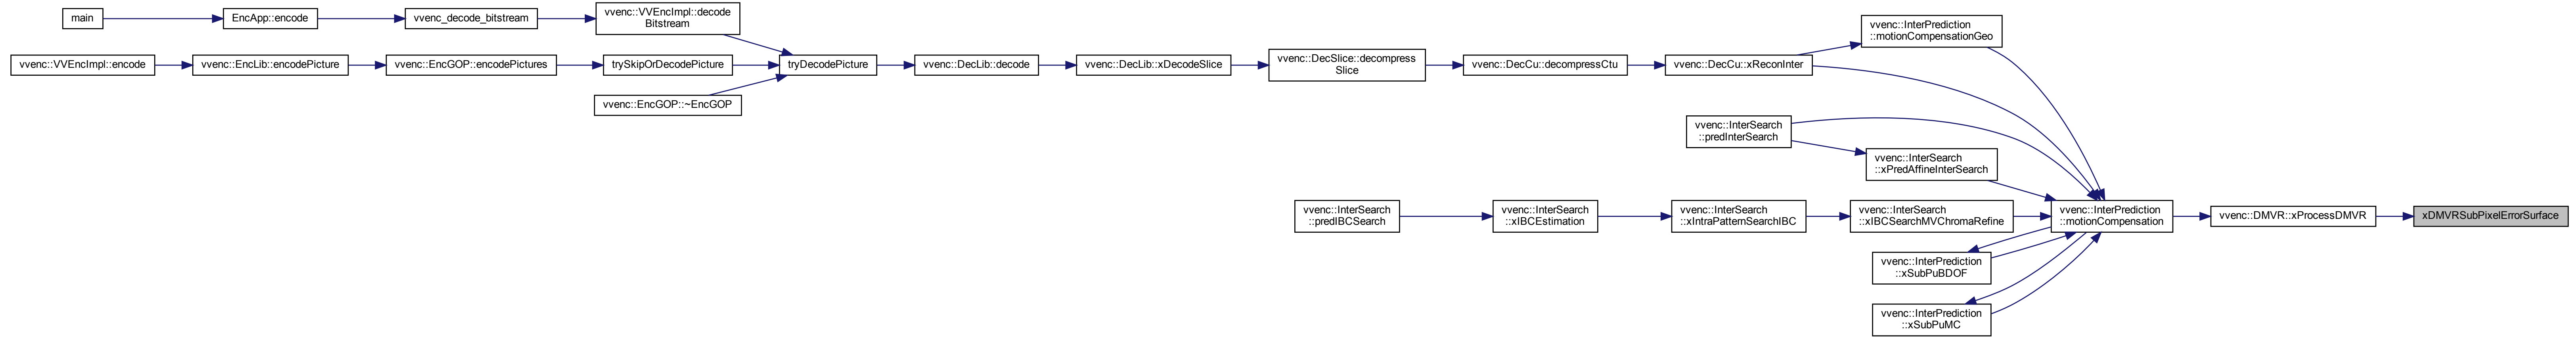 main
EncApp::encode
vvenc_decode_bitstream
vvenc::VVEncImpl::decode
Bitstream
vvenc::VVEncImpl::encode
vvenc::EncLib::encodePicture
vvenc::EncGOP::encodePictures
trySkipOrDecodePicture
tryDecodePicture
vvenc::EncGOP::~EncGOP
vvenc::DecLib::decode
vvenc::DecLib::xDecodeSlice
vvenc::DecSlice::decompress
Slice
vvenc::DecCu::decompressCtu
vvenc::DecCu::xReconInter
vvenc::InterPrediction
::motionCompensationGeo
vvenc::InterSearch
::predInterSearch
vvenc::InterSearch
::xPredAffineInterSearch
vvenc::InterSearch
::predIBCSearch
vvenc::InterSearch
::xIBCEstimation
vvenc::InterSearch
::xIntraPatternSearchIBC
vvenc::InterSearch
::xIBCSearchMVChromaRefine
vvenc::InterPrediction
::motionCompensation
vvenc::DMVR::xProcessDMVR
xDMVRSubPixelErrorSurface
vvenc::InterPrediction
::xSubPuBDOF
vvenc::InterPrediction
::xSubPuMC